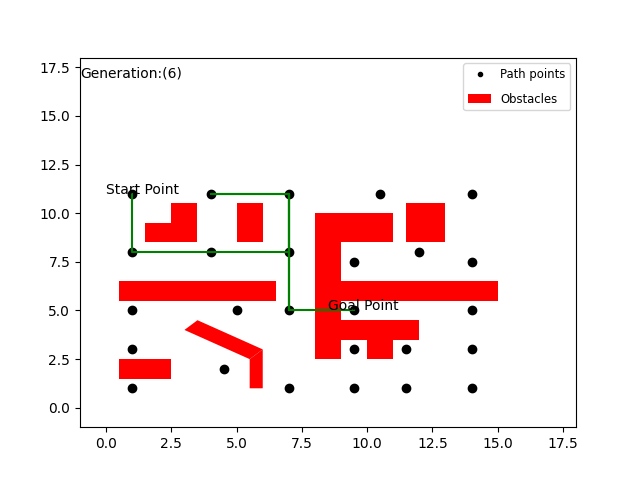 17.5
Generation:(6)
Path points
Obstacles
15.0
12.5
Start Point
10.0
7.5
Goal Point
5.0
2.5
0.0
0.0 2.5 5.0 7.5 10.0 12.5 15.0 17.5